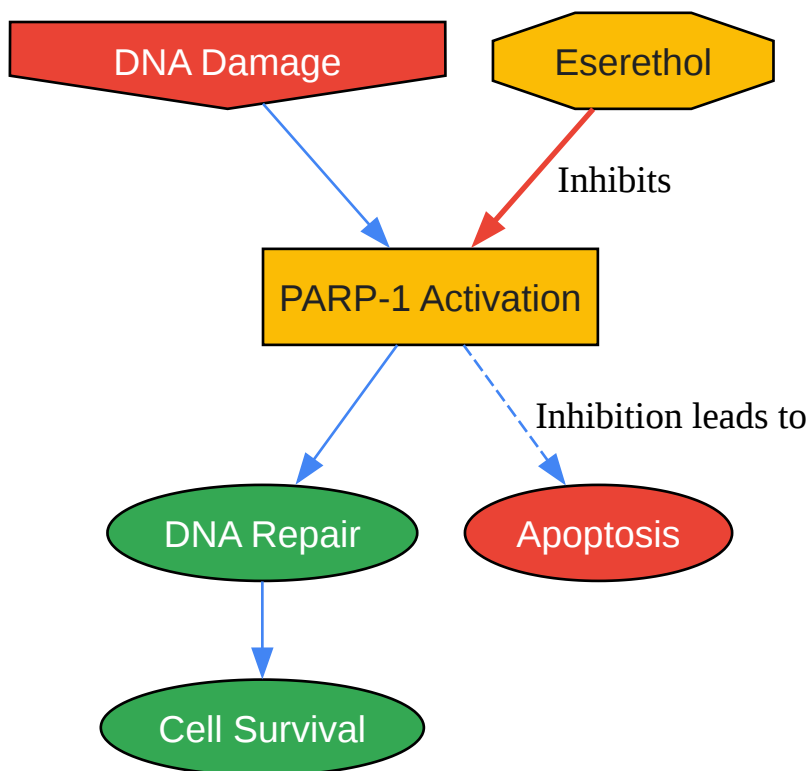 DNA Damage
Eserethol
Inhibits
PARP-1 Activation
Inhibition leads to
DNA Repair
Apoptosis
Cell Survival